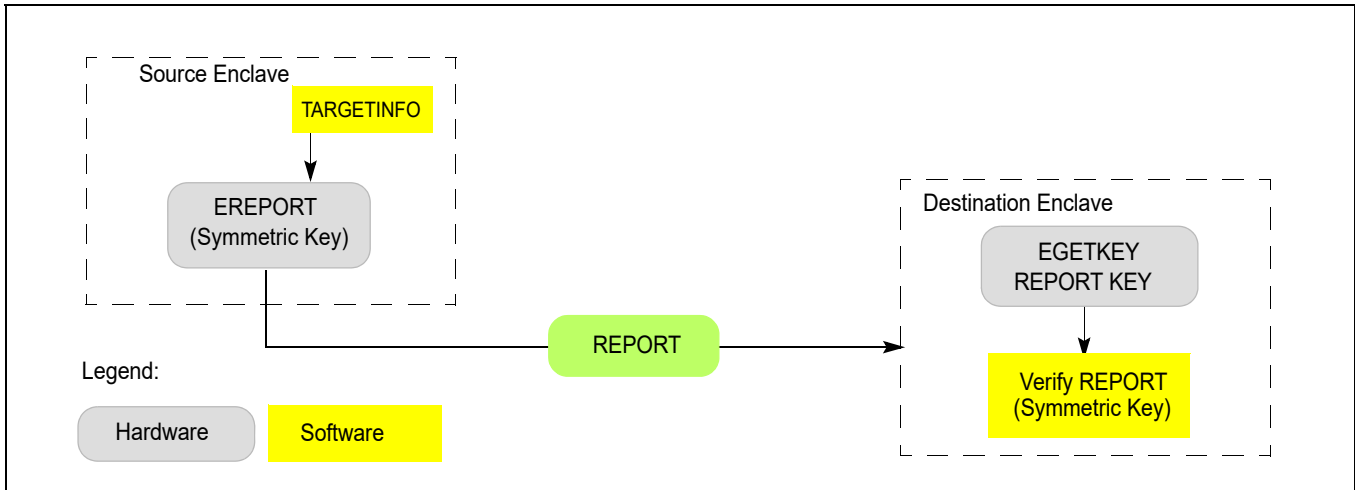 Source Enclave
TARGETINFO
EREPORT
(Symmetric Key)
Destination Enclave
EGETKEY
REPORT KEY
REPORT
Verify REPORT
(Symmetric Key)
Legend:
Hardware
Software